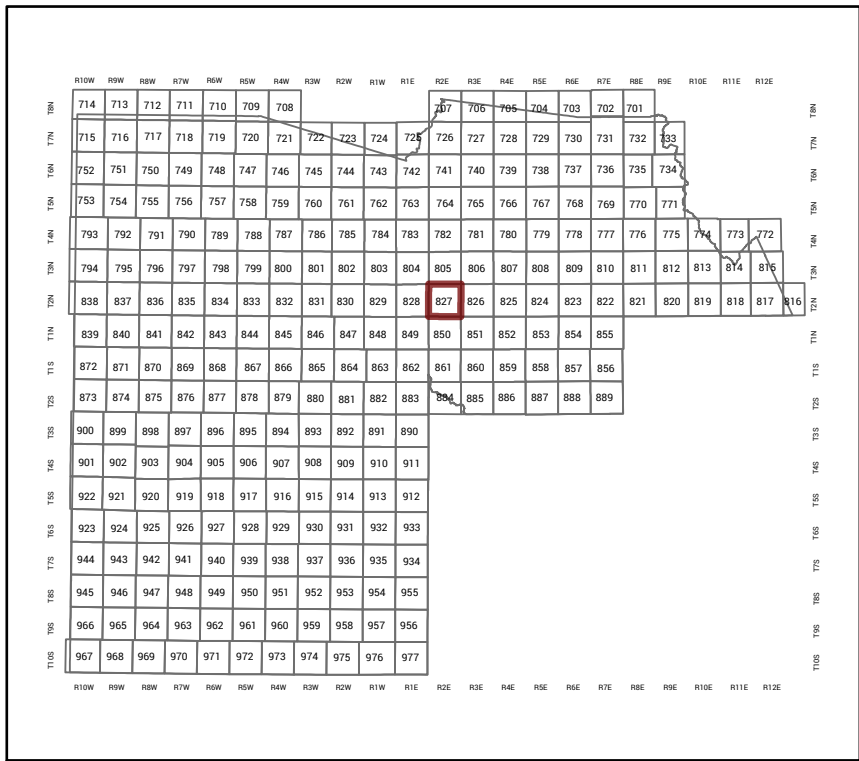 R10W R9W R8W R7W R6W R5W R4W R3W R2W R1W R1E R2E R3E R4E R5E R6E R7E R8E R9E R10E R11E R12E
T8N 714 713 712 711 710 709 708 707 706 705 704 703 702 701 T8N
T7N 715 716 717 718 719 720 721 722 723 724 725 726 727 728 729 730 731 732 733 T7N
T6N 752 751 750 749 748 747 746 745 744 743 742 741 740 739 738 737 736 735 734 T6N
T5N 753 754 755 756 757 758 759 760 761 762 763 764 765 766 767 768 769 770 771 T5N
T4N 793 792 791 790 789 788 787 786 785 784 783 782 781 780 779 778 777 776 775 774 773 772 T4N
T3N 794 795 796 797 798 799 800 801 802 803 804 805 806 807 808 809 810 811 812 813 814 815 T3N
T2N 838 837 836 835 834 833 832 831 830 829 828 827 826 825 824 823 822 821 820 819 818 817 816 T2N
T1N 839 840 841 842 843 844 845 846 847 848 849 850 851 852 853 854 855 T1N
T1S 872 871 870 869 868 867 866 865 864 863 862 861 860 859 858 857 856 T1S
T2S 873 874 875 876 877 878 879 880 881 882 883 884 885 886 887 888 889 T2S
T3S 900 899 898 897 896 895 894 893 892 891 890 T3S
T4S 901 902 903 904 905 906 907 908 909 910 911 T4S
T5S 922 921 920 919 918 917 916 915 914 913 912 T5S
T6S 923 924 925 926 927 928 929 930 931 932 933 T6S
T7S 944 943 942 941 940 939 938 937 936 935 934 T7S
T8S 945 946 947 948 949 950 951 952 953 954 955 T8S
T9S 966 965 964 963 962 961 960 959 958 957 956 T9S
T10S 967 968 969 970 971 972 973 974 975 976 977 T10S
R10W R9W R8W R7W R6W R5W R4W R3W R2W R1W R1E R2E R3E R4E R5E R6E R7E R8E R9E R10E R11E R12E